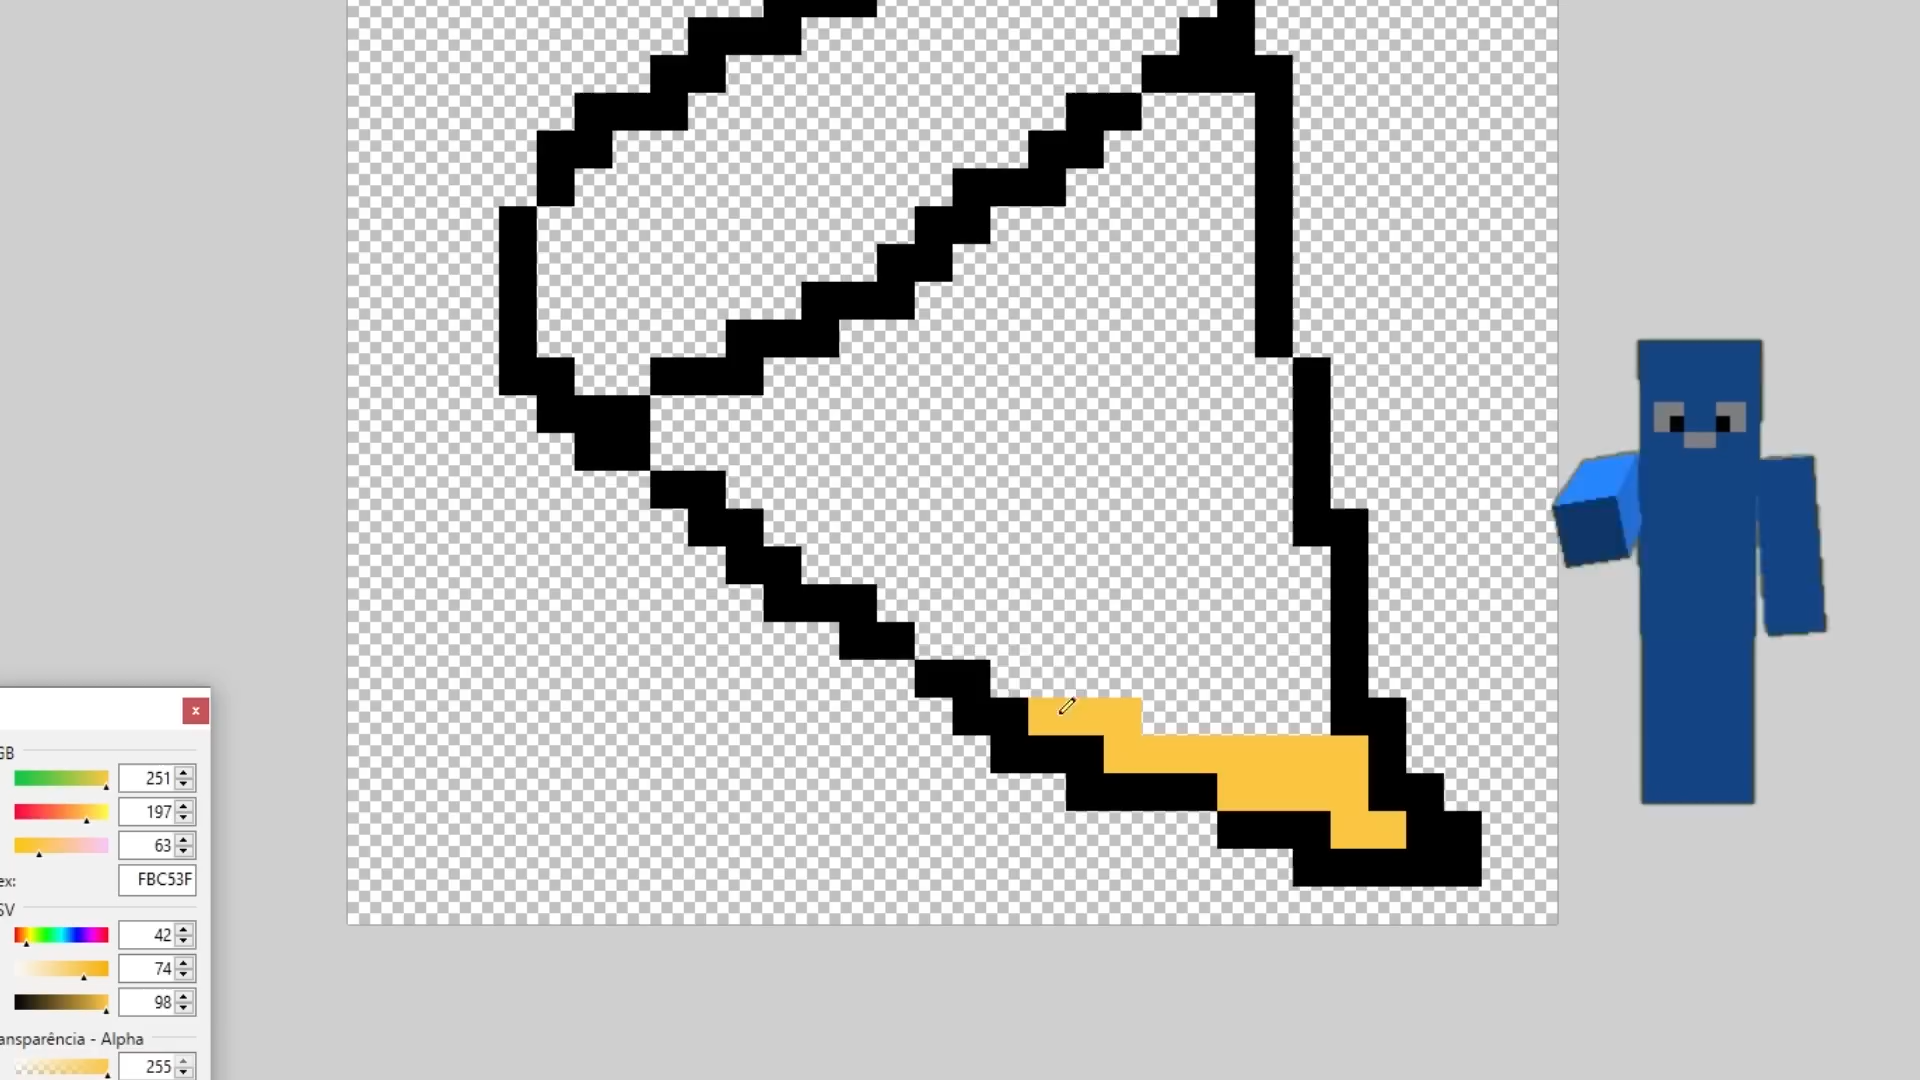 x
GB
251
197
63
ex:
FBC53F
SV
42
74
98
ansparência - Alpha
255